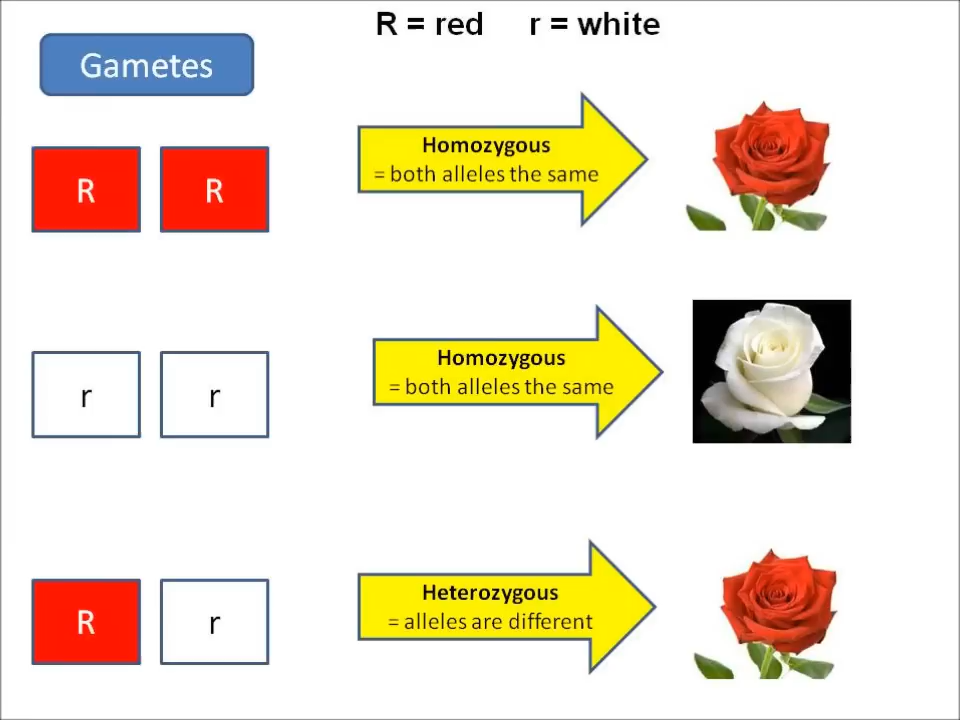 R = red r = white
Gametes
R R
Homozygous
= both alleles the same
r r
Homozygous
= both alleles the same
R r
Heterozygous
= alleles are different